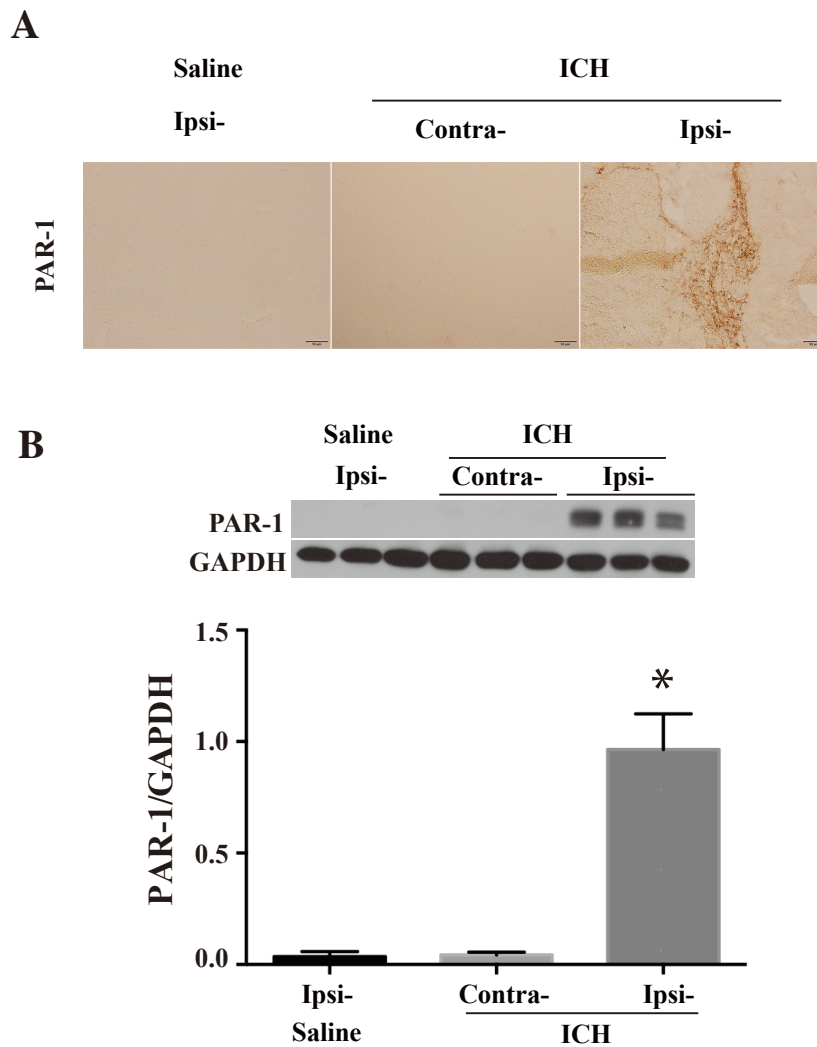 A
Saline ICH
Ipsi- Contra- Ipsi-
PAR-1
B
Saline ICH
Ipsi- Contra- Ipsi-
PAR-1
GAPDH
PAR-1/GAPDH
1.5
*
1.0
0.5
0.0
Ipsi- Contra- Ipsi-
Saline ICH